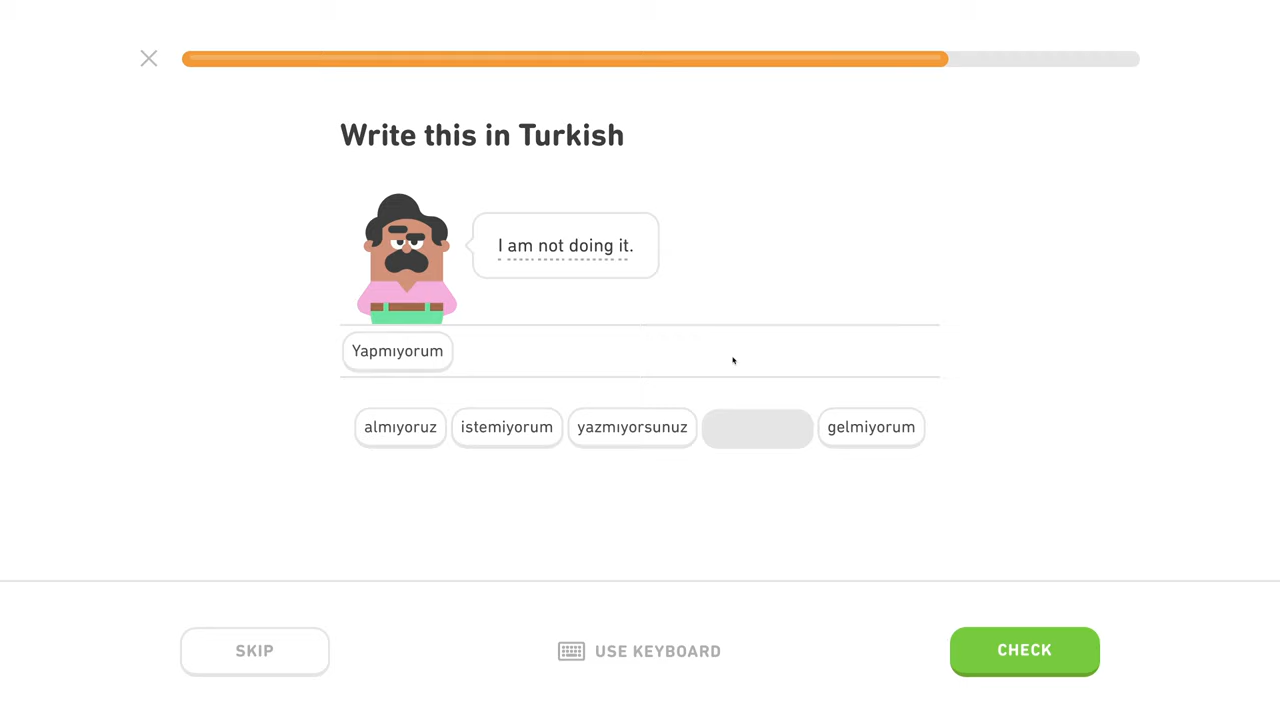 Write this in Turkish
I am not doing it.
Yapmıyorum
almıyoruz istemiyorum yazmıyorsunuz gelmiyorum
SKIP USE KEYBOARD CHECK